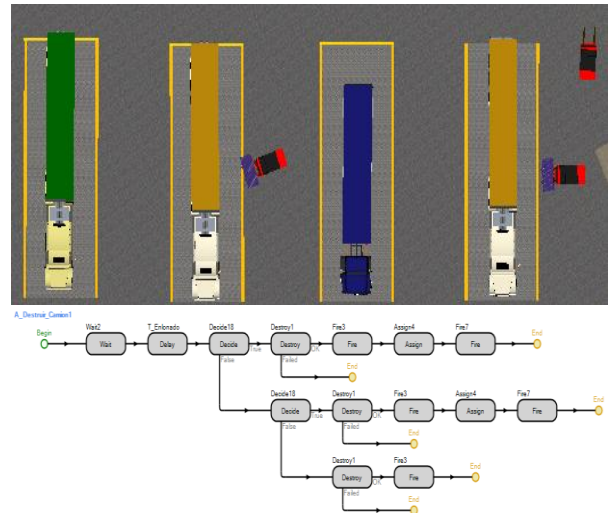 A_Destruir_Camion1
Begin Wait2 T_Enlonado Decide18 Destroy1 Fire3 Assign4 Fire7 End
Wait Delay Decide True Destroy OK Fire Assign Fire
False Failed
End
Decide18 Destroy1 Fire3 Assign4 Fire7 End
Decide True Destroy OK Fire Assign Fire
False Failed
End
Destroy1 Fire3 End
Destroy OK Fire
Failed
End